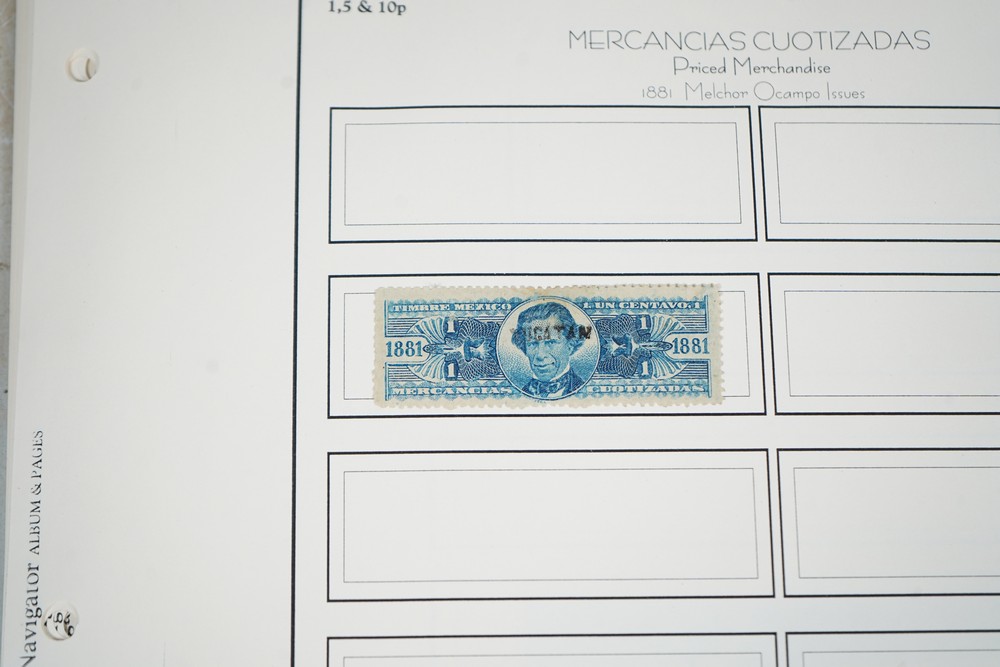 1,5 & 10p
MERCANCIAS CUOTIZADAS
Priced Merchandise
1881 Melchor Ocampo Issues
TIMBRE MEXICO
UN CENTAVO.1
1 1
1881 1881
1 1
MERCANCIAS CUOTIZADAS
Navigator ALBUM & PAGES